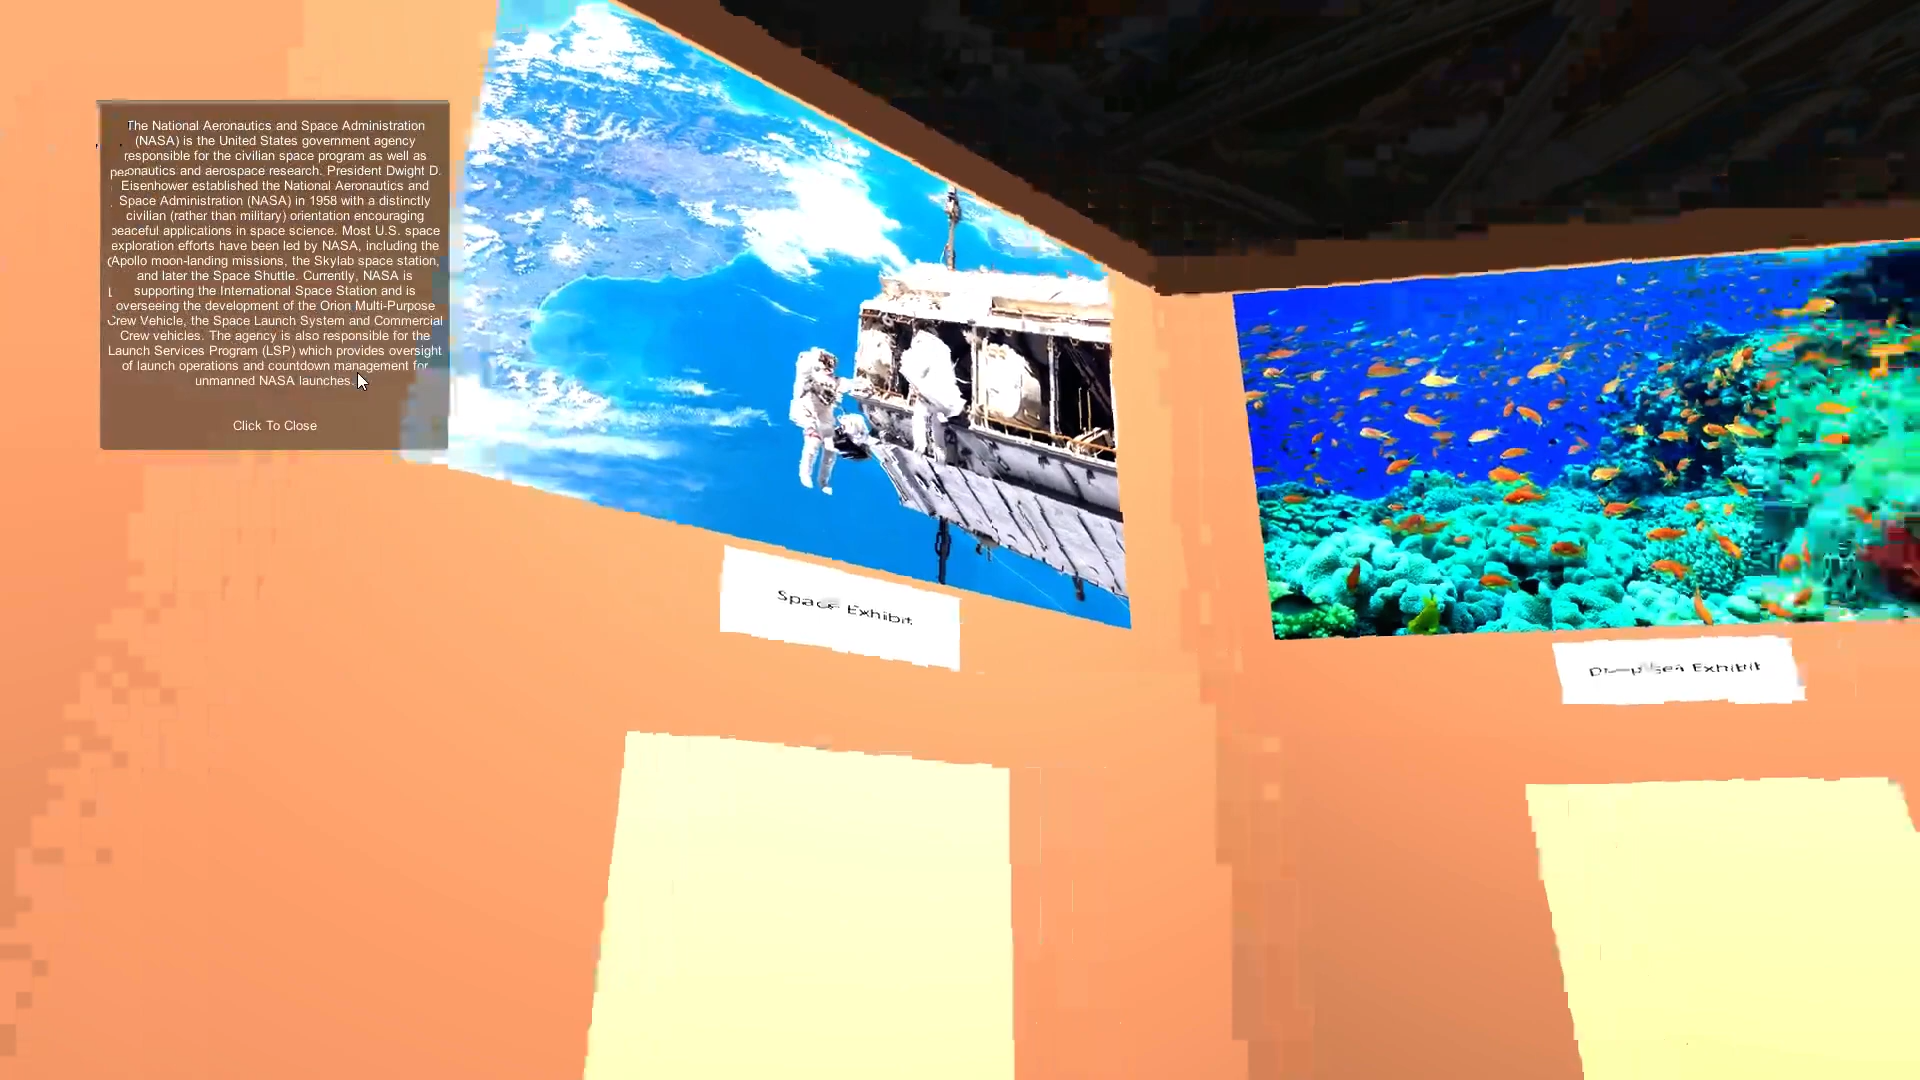 The National Aeronautics and Space Administration
(NASA) is the United States government agency
responsible for the civilian space program as well as
aeronautics and aerospace research. President Dwight D.
Eisenhower established the National Aeronautics and
Space Administration (NASA) in 1958 with a distinctly
civilian (rather than military) orientation encouraging
peaceful applications in space science. Most U.S. space
exploration efforts have been led by NASA, including the
Apollo moon-landing missions, the Skylab space station,
and later the Space Shuttle. Currently, NASA is
supporting the International Space Station and is
overseeing the development of the Orion Multi-Purpose
Crew Vehicle, the Space Launch System and Commercial
Crew vehicles. The agency is also responsible for the
Launch Services Program (LSP) which provides oversight
of launch operations and countdown management for
unmanned NASA launches.
Click To Close
Space Exhibit
Deep Sea Exhibit